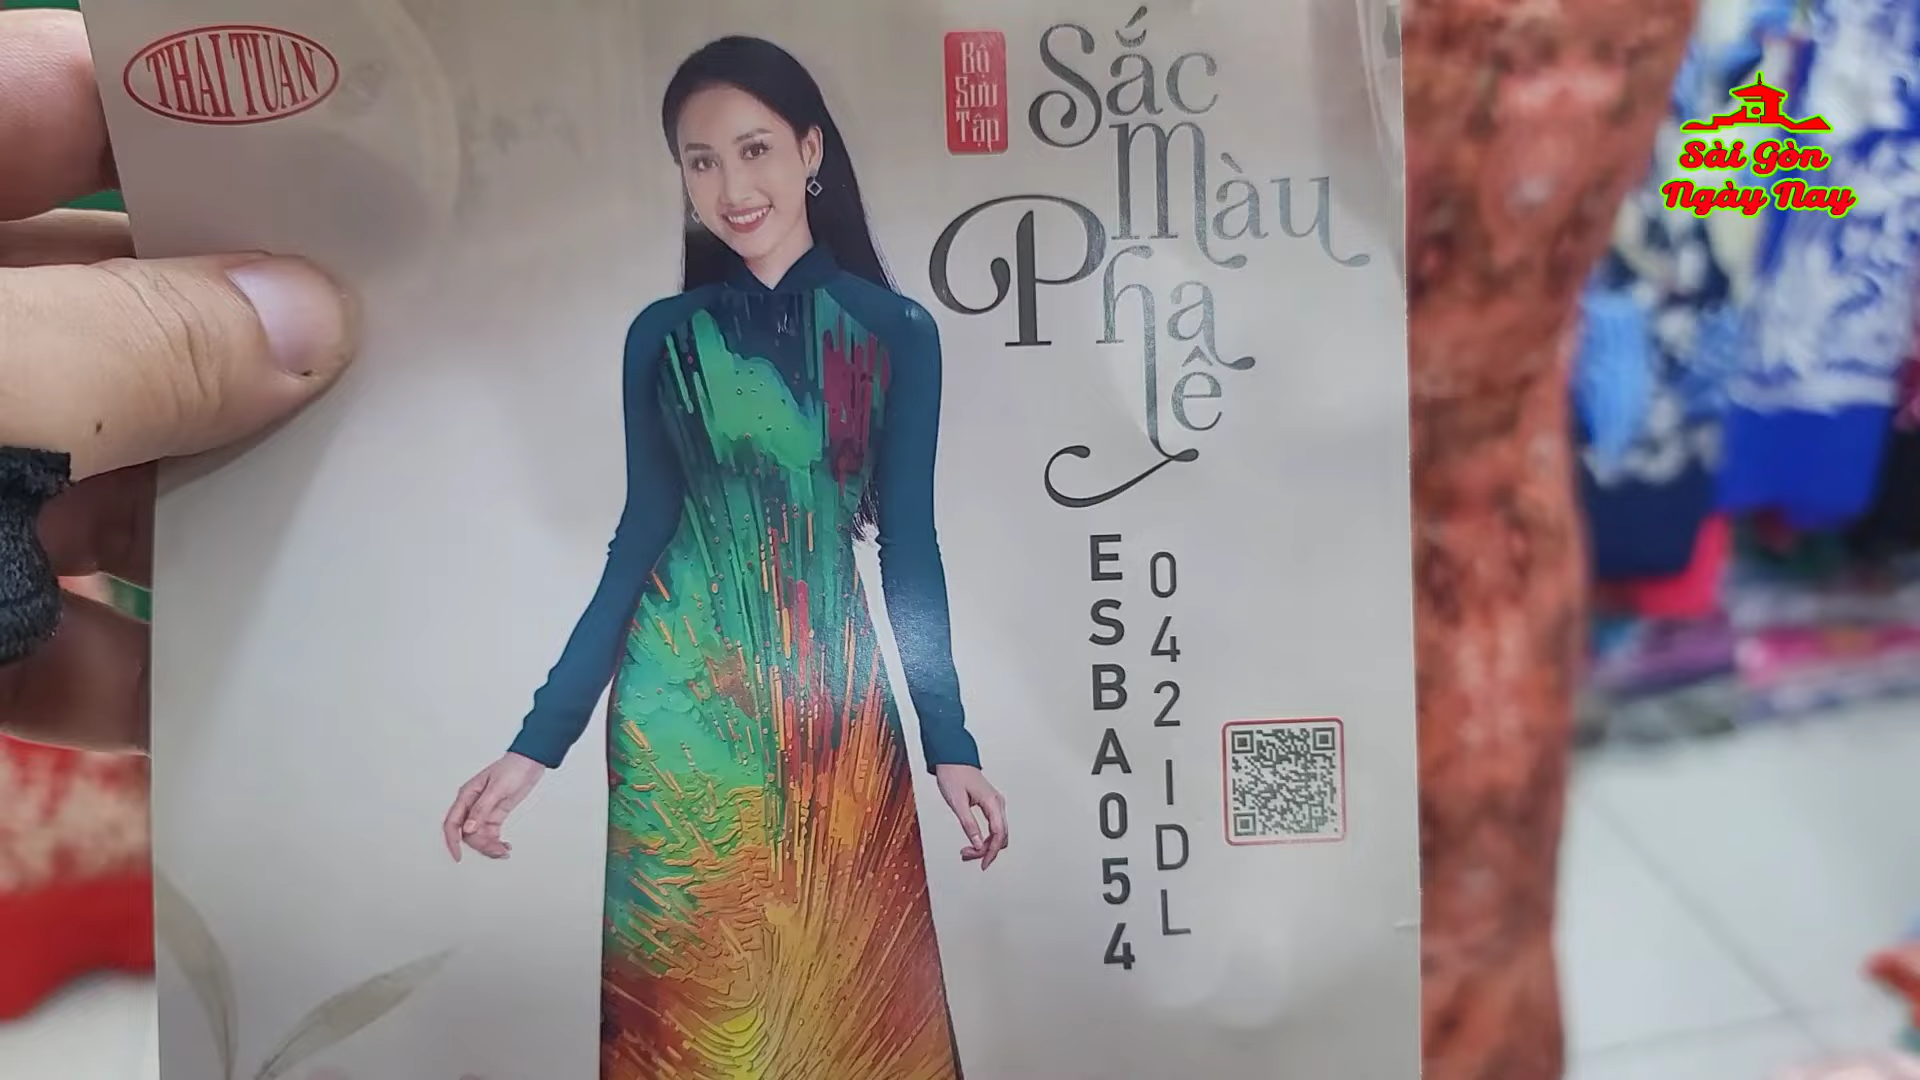 THAI TUAN
Bộ
Sưu
Tập
Sắc
Màu
Pha
lê
ESBA054
042IDL
Sài Gòn
Ngày Nay